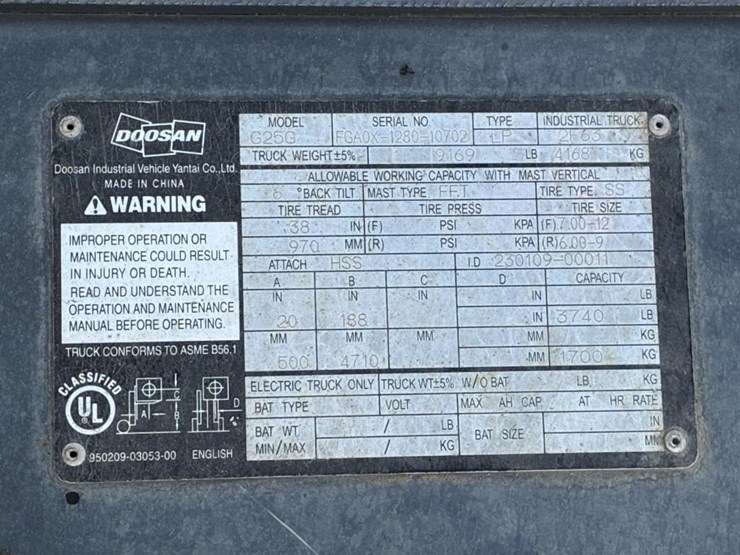 DOOSAN
Doosan Industrial Vehicle Yantai Co., Ltd.
MADE IN CHINA
WARNING
IMPROPER OPERATION OR
MAINTENANCE COULD RESULT
IN INJURY OR DEATH.
READ AND UNDERSTAND THE
OPERATION AND MAINTENANCE
MANUAL BEFORE OPERATING.
TRUCK CONFORMS TO ASME B56.1
CLASSIFIED
UL
A B C D
950209-03053-00 ENGLISH
MODEL SERIAL NO. TYPE INDUSTRIAL TRUCK
G25G FGA0X-1280-10702 LP
TRUCK WEIGHT±5% 9169 LB 4168 KG
ALLOWABLE WORKING CAPACITY WITH MAST VERTICAL
6 °BACK TILT MAST TYPE FFT TIRE TYPE SS
TIRE TREAD TIRE PRESS TIRE SIZE
38 IN (F) PSI KPA (F) 7.00-12
970 MM (R) PSI KPA (R) 6.00-9
ATTACH HSS I.D 230109-00011
A B C D CAPACITY
IN IN IN IN LB
20 188 3740
MM MM MM MM KG
500 4710 1700
ELECTRIC TRUCK ONLY TRUCK WT±5% W/O BAT LB KG
BAT TYPE VOLT MAX AH CAP AT HR RATE
BAT WT. / LB BAT SIZE IN
MIN/MAX / KG MM